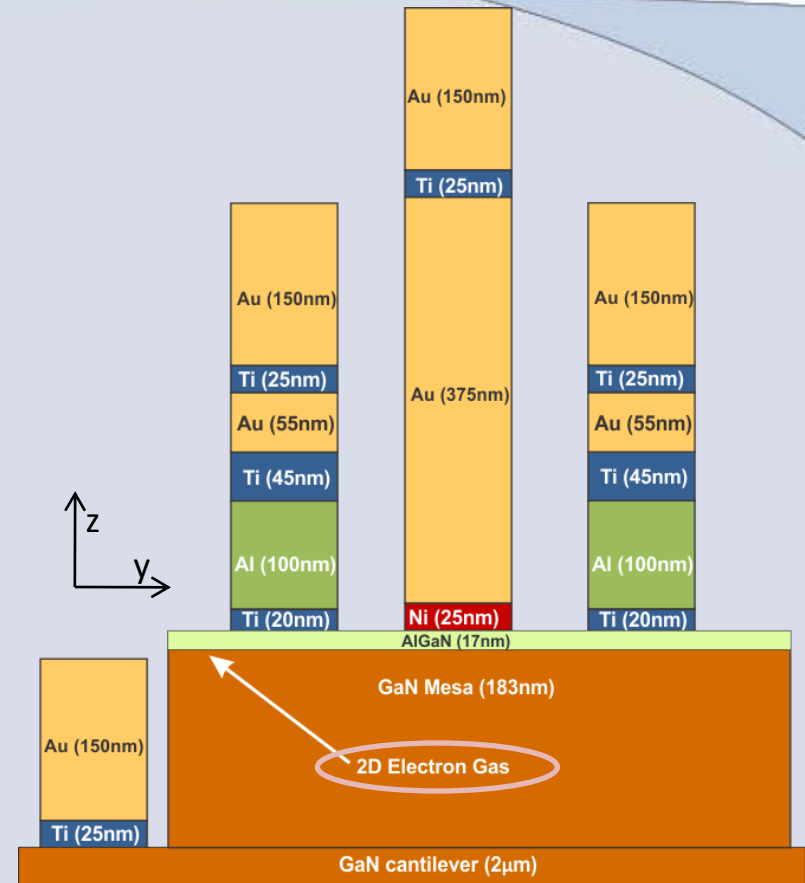 Au (150nm)
Ti (25nm)
Au (375nm)
Ni (25nm)
Au (150nm)
Ti (25nm)
Au (55nm)
Ti (45nm)
Al (100nm)
Ti (20nm)
Au (150nm)
Ti (25nm)
Au (55nm)
Ti (45nm)
Al (100nm)
Ti (20nm)
z
y
AlGaN (17nm)
GaN Mesa (183nm)
2D Electron Gas
Au (150nm)
Ti (25nm)
GaN cantilever (2μm)